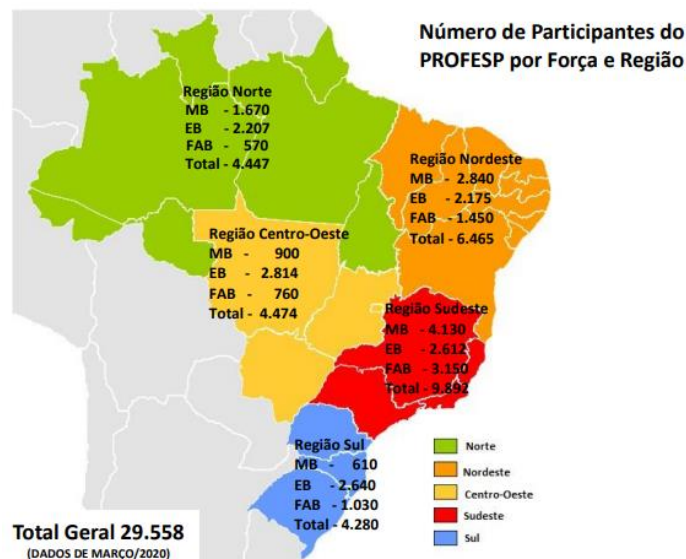 Número de Participantes do
PROFESP por Força e Região
Região Norte
MB - 1.670
EB - 2.207
FAB - 570
Total - 4.447
Região Nordeste
MB - 2.840
EB - 2.175
FAB - 1.450
Total - 6.465
Região Centro-Oeste
MB - 900
EB - 2.814
FAB - 760
Total - 4.474
Região Sudeste
MB - 4.130
EB - 2.612
FAB - 3.150
Total - 9.892
Região Sul
MB - 610
EB - 2.640
FAB - 1.030
Total - 4.280
Norte
Nordeste
Centro-Oeste
Sudeste
Sul
Total Geral 29.558
(DADOS DE MARÇO/2020)